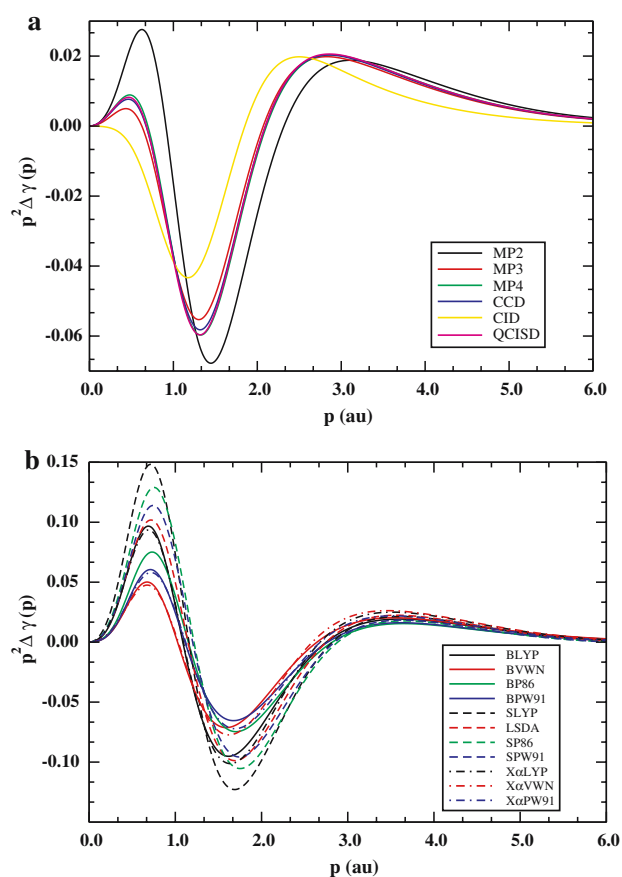 a
0.02
0.00
-0.02
-0.04
-0.06
p² Δ γ (p)
MP2
MP3
MP4
CCD
CID
QCISD
0.0 1.0 2.0 3.0 4.0 5.0 6.0
p (au)
b
0.15
0.10
0.05
0.00
-0.05
-0.10
p² Δ γ (p)
BLYP
BVWN
BP86
BPW91
SLYP
LSDA
SP86
SPW91
XαLYP
XαVWN
XαPW91
0.0 1.0 2.0 3.0 4.0 5.0 6.0
p (au)